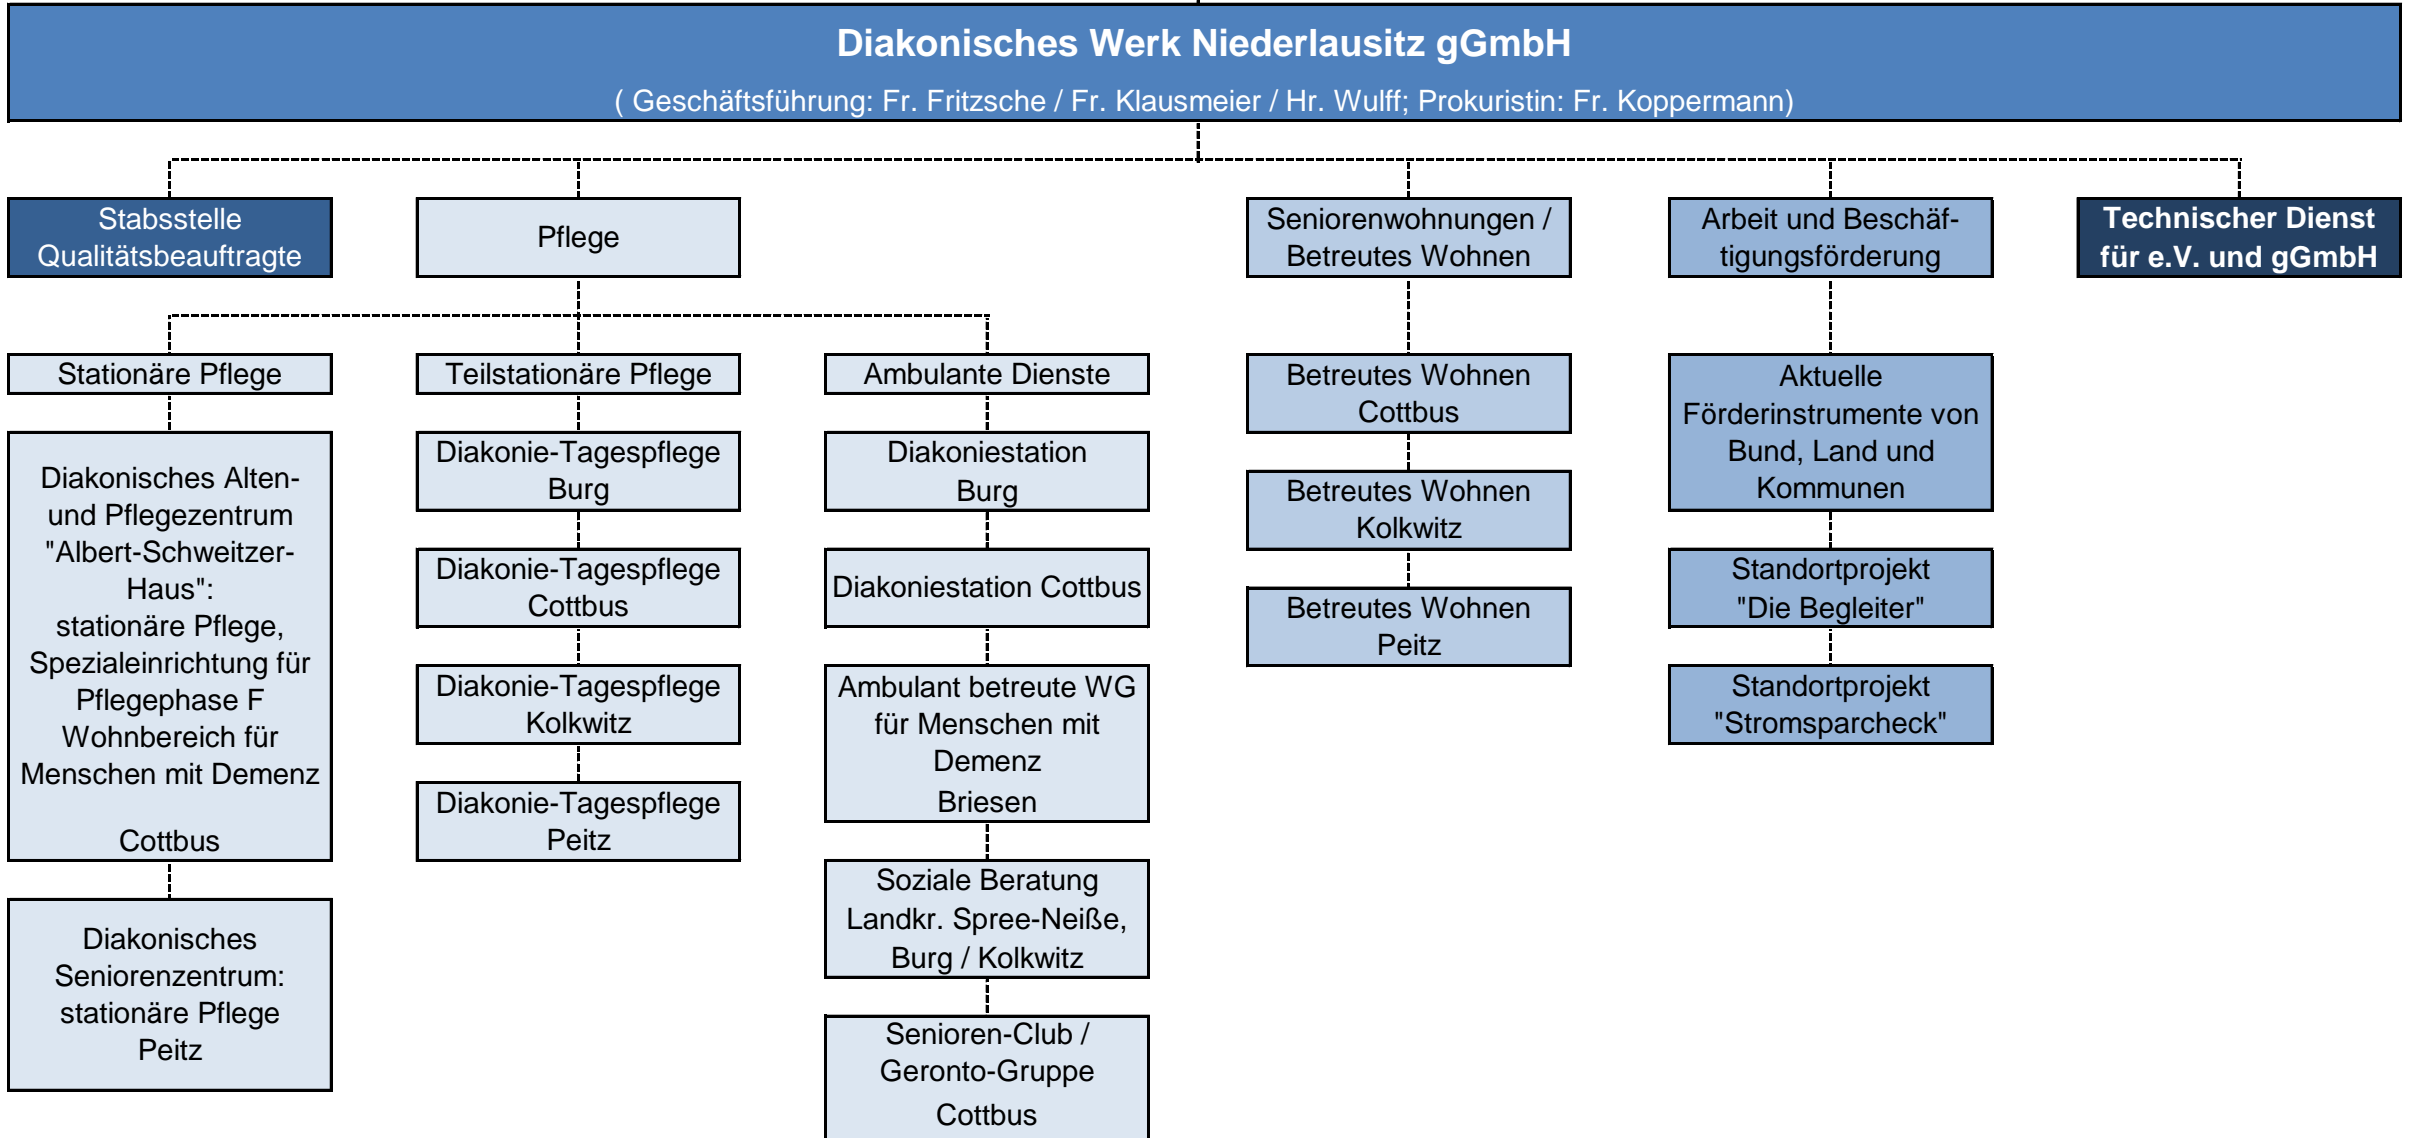 Diakonisches Werk Niederlausitz gGmbH
( Geschäftsführung: Fr. Fritzsche / Fr. Klausmeier / Hr. Wulff; Prokuristin: Fr. Koppermann)
Stabsstelle
Qualitätsbeauftragte
Pflege
Seniorenwohnungen /
Betreutes Wohnen
Arbeit und Beschäf-
tigungsförderung
Technischer Dienst
für e.V. und gGmbH
Stationäre Pflege
Diakonisches Alten-
und Pflegezentrum
"Albert-Schweitzer-
Haus":
stationäre Pflege,
Spezialeinrichtung für
Pflegephase F
Wohnbereich für
Menschen mit Demenz
Cottbus
Diakonisches
Seniorenzentrum:
stationäre Pflege
Peitz
Teilstationäre Pflege
Diakonie-Tagespflege
Burg
Diakonie-Tagespflege
Cottbus
Diakonie-Tagespflege
Kolkwitz
Diakonie-Tagespflege
Peitz
Ambulante Dienste
Diakoniestation
Burg
Diakoniestation Cottbus
Ambulant betreute WG
für Menschen mit
Demenz
Briesen
Soziale Beratung
Landkr. Spree-Neiße,
Burg / Kolkwitz
Senioren-Club /
Geronto-Gruppe
Cottbus
Betreutes Wohnen
Cottbus
Betreutes Wohnen
Kolkwitz
Betreutes Wohnen
Peitz
Aktuelle
Förderinstrumente von
Bund, Land und
Kommunen
Standortprojekt
"Die Begleiter"
Standortprojekt
"Stromsparcheck"